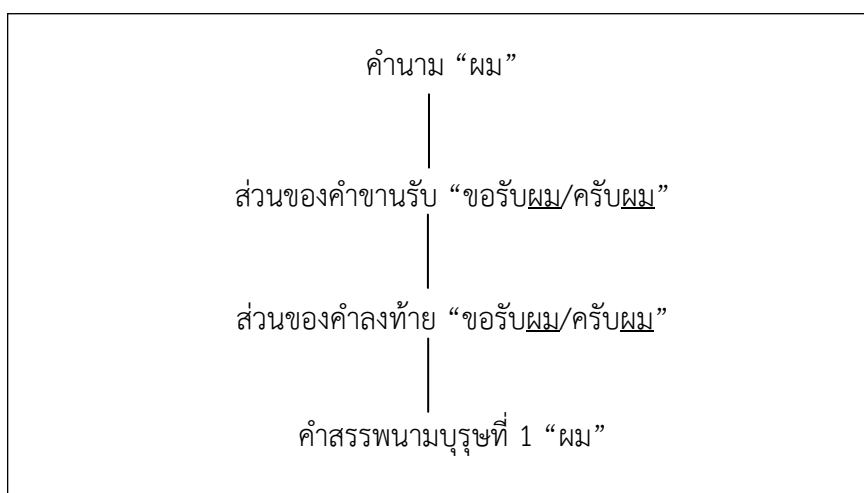 คำนาม “ผม”
ส่วนของคำขานรับ “ขอรับผม/ครับผม”
ส่วนของคำลงท้าย “ขอรับผม/ครับผม”
คำสรรพนามบุรุษที่ 1 “ผม”